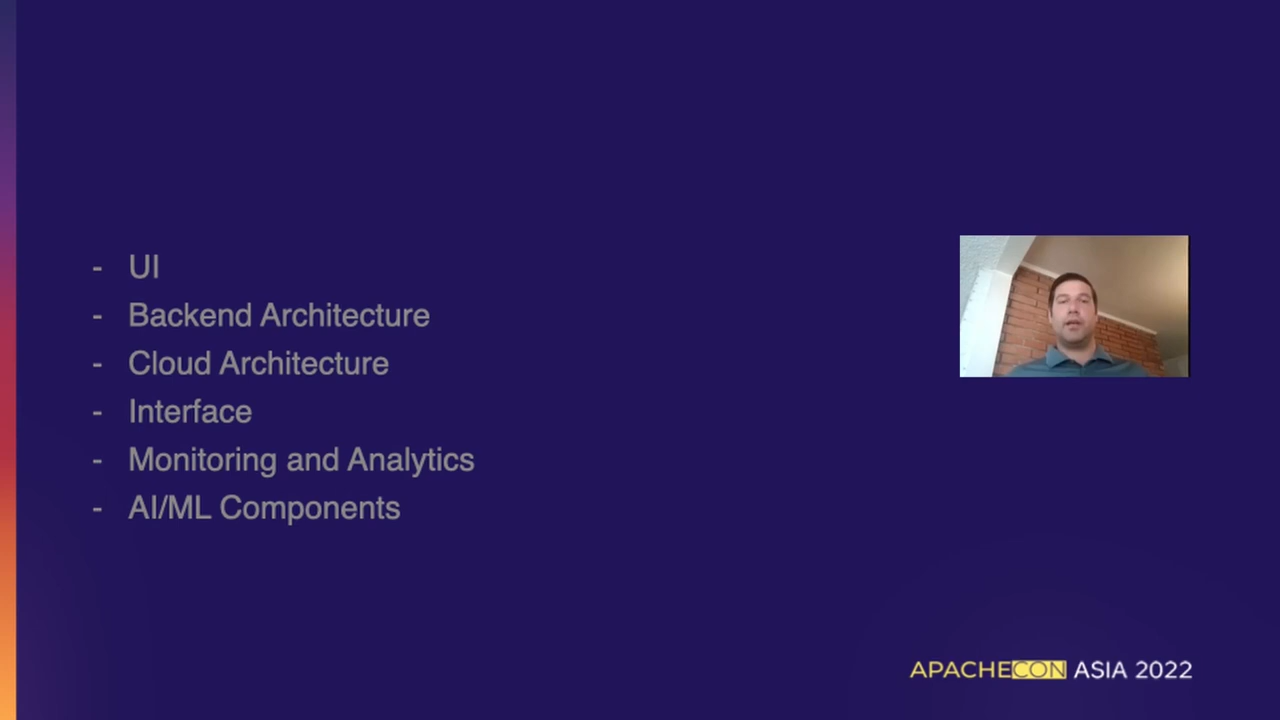 - UI
- Backend Architecture
- Cloud Architecture
- Interface
- Monitoring and Analytics
- AI/ML Components
APACHECON ASIA 2022